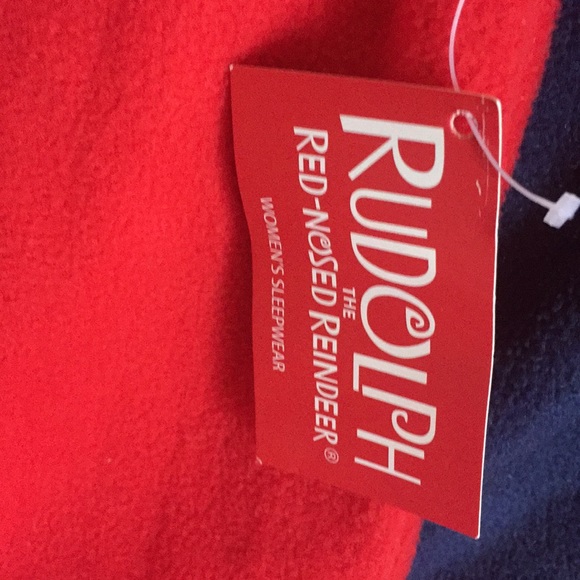 RUDOLPH
THE
RED-NOSED REINDEER®
WOMEN'S SLEEPWEAR